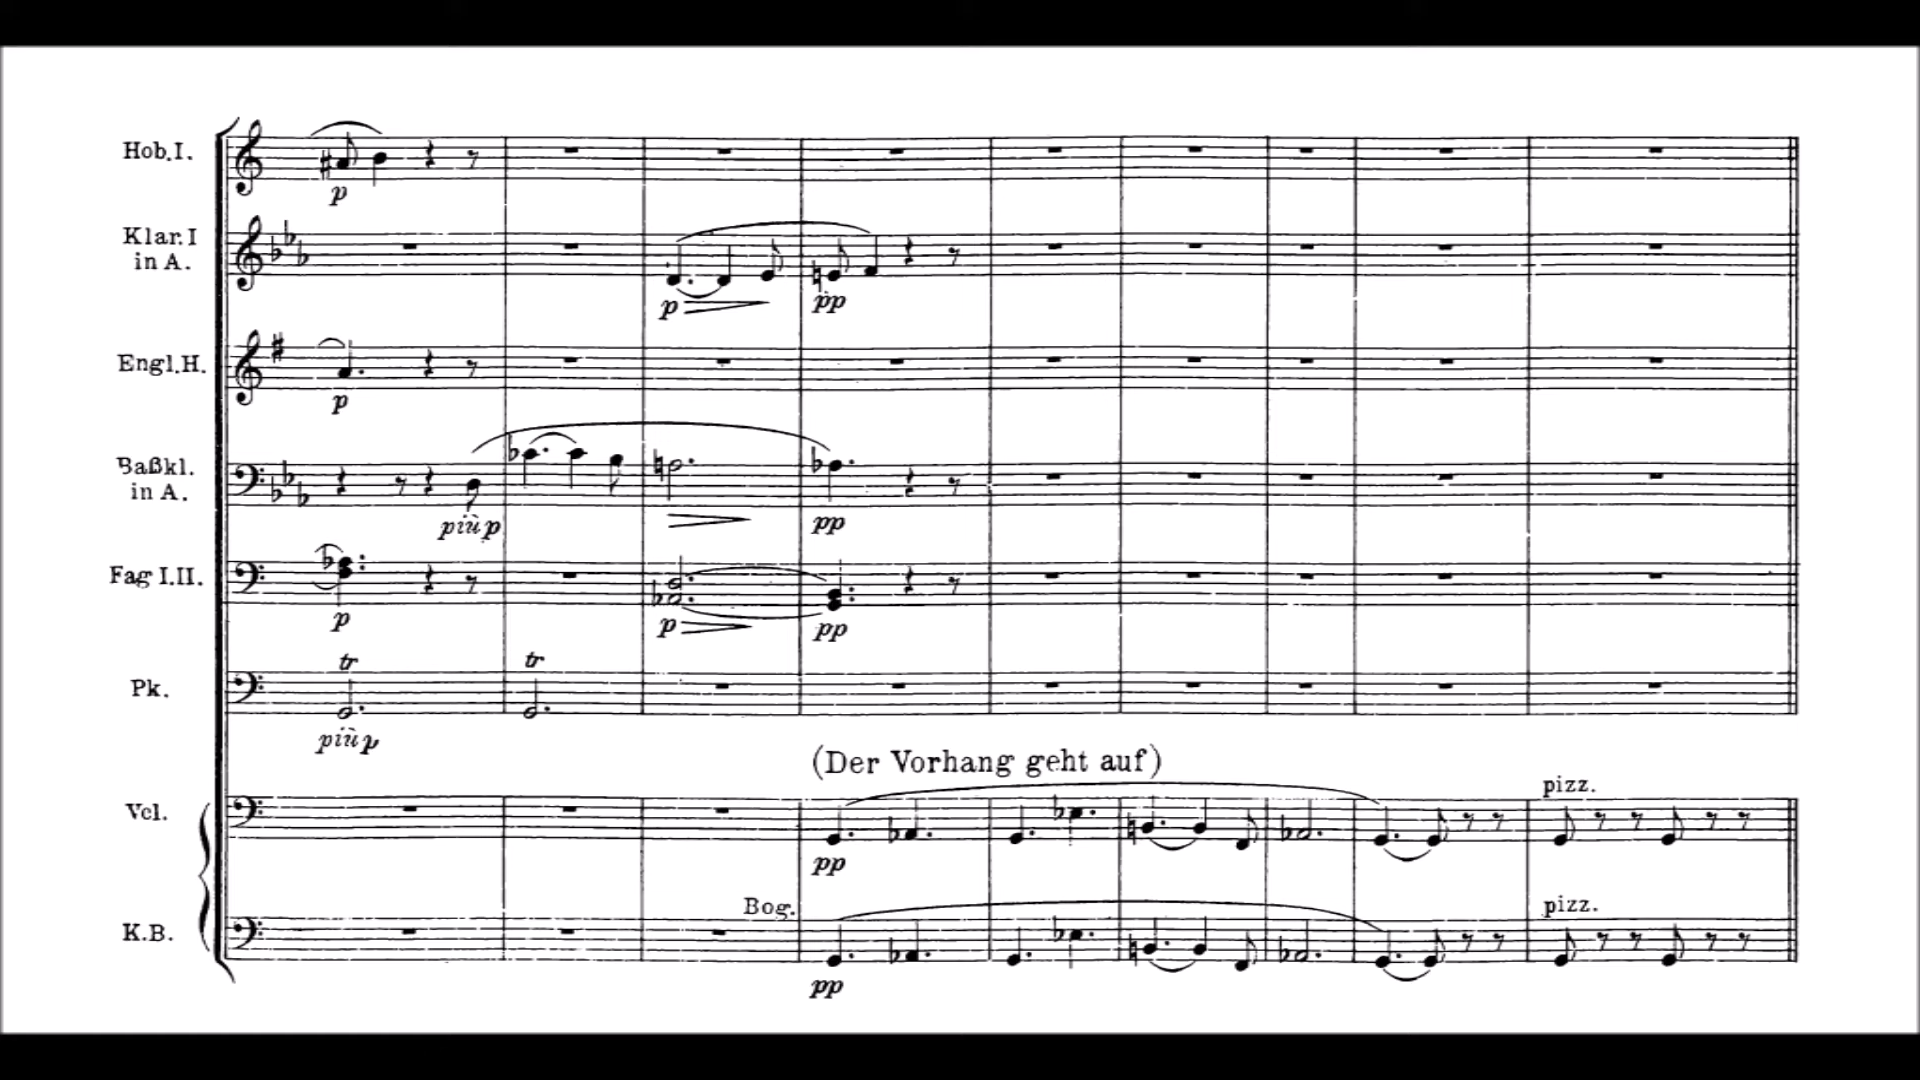 Hob.I.
p
Klar.I
in A.
p pp
Engl.H.
p
Baßkl.
in A.
più p pp
Fag I.II.
p p pp
tr tr
Pk.
più p
(Der Vorhang geht auf)
pizz.
Vcl.
pp
Bog. pizz.
K.B.
pp